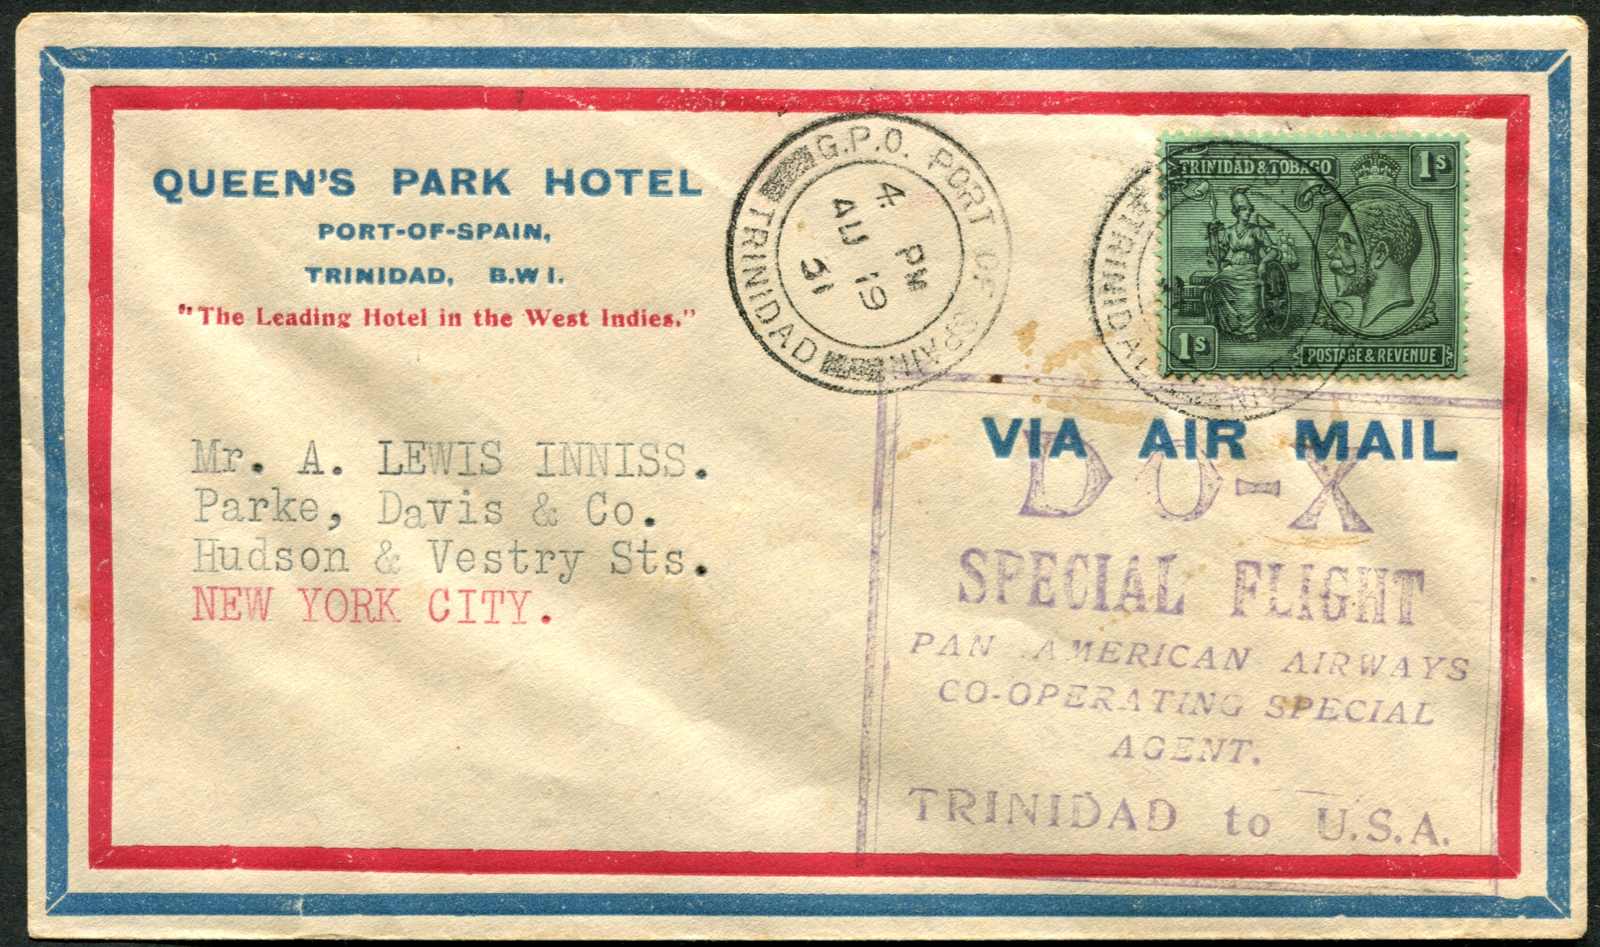 QUEEN'S PARK HOTEL
PORT-OF-SPAIN,
TRINIDAD, B.W I.
"The Leading Hotel in the West Indies."
G.P.O. PORT OF SPAIN
TRINIDAD
4 PM
AU 19
31
TRINIDAD & TOBAGO
1s
1s
POSTAGE & REVENUE
TRINIDAD
VIA AIR MAIL
Mr. A. LEWIS INNISS.
Parke, Davis & Co.
Hudson & Vestry Sts.
NEW YORK CITY.
DO-X
SPECIAL FLIGHT
PAN AMERICAN AIRWAYS
CO-OPERATING SPECIAL
AGENT.
TRINIDAD to U.S.A.